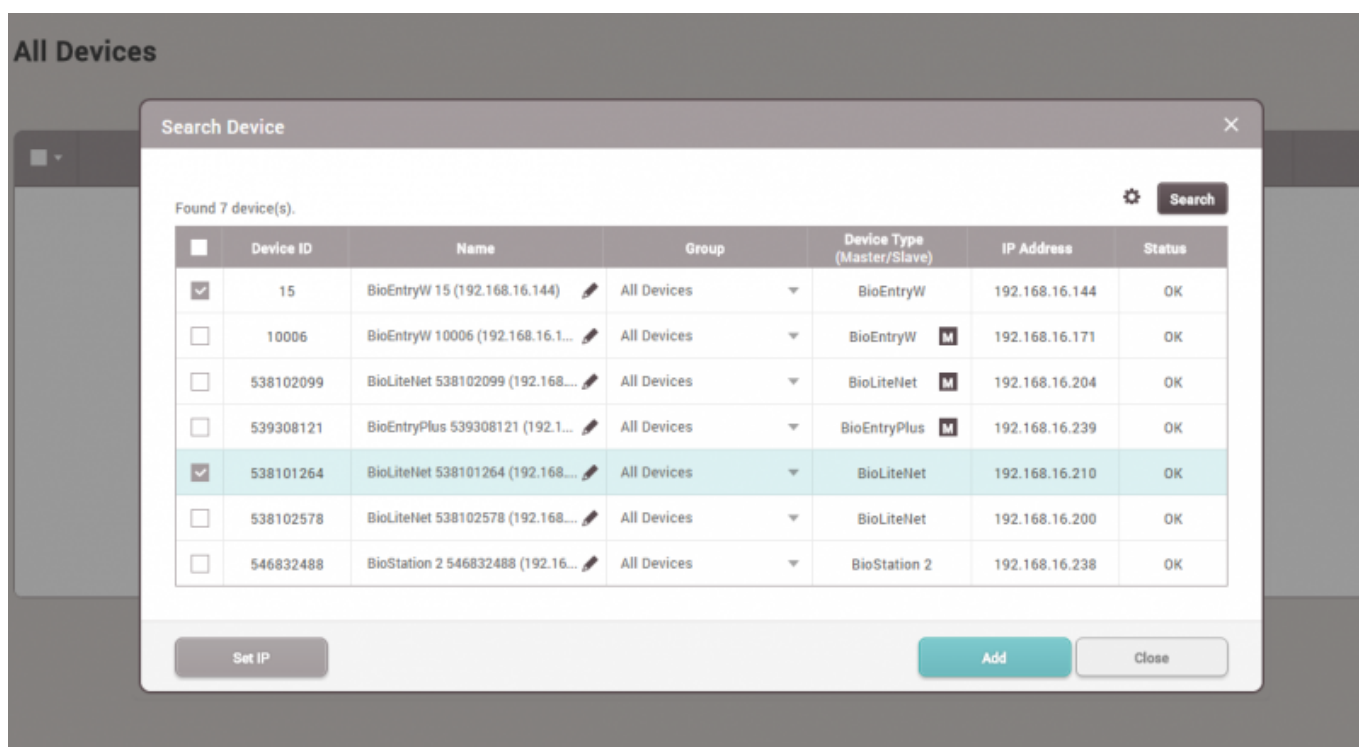 All Devices
Search Device
Found 7 device(s).
Search
Device ID Name Group Device Type (Master/Slave) IP Address Status
15 BioEntryW 15 (192.168.16.144) All Devices BioEntryW 192.168.16.144 OK
10006 BioEntryW 10006 (192.168.16.1... All Devices BioEntryW M 192.168.16.171 OK
538102099 BioLiteNet 538102099 (192.168.... All Devices BioLiteNet M 192.168.16.204 OK
539308121 BioEntryPlus 539308121 (192.1... All Devices BioEntryPlus M 192.168.16.239 OK
538101264 BioLiteNet 538101264 (192.168.... All Devices BioLiteNet 192.168.16.210 OK
538102578 BioLiteNet 538102578 (192.168.... All Devices BioLiteNet 192.168.16.200 OK
546832488 BioStation 2 546832488 (192.16... All Devices BioStation 2 192.168.16.238 OK
Set IP Add Close